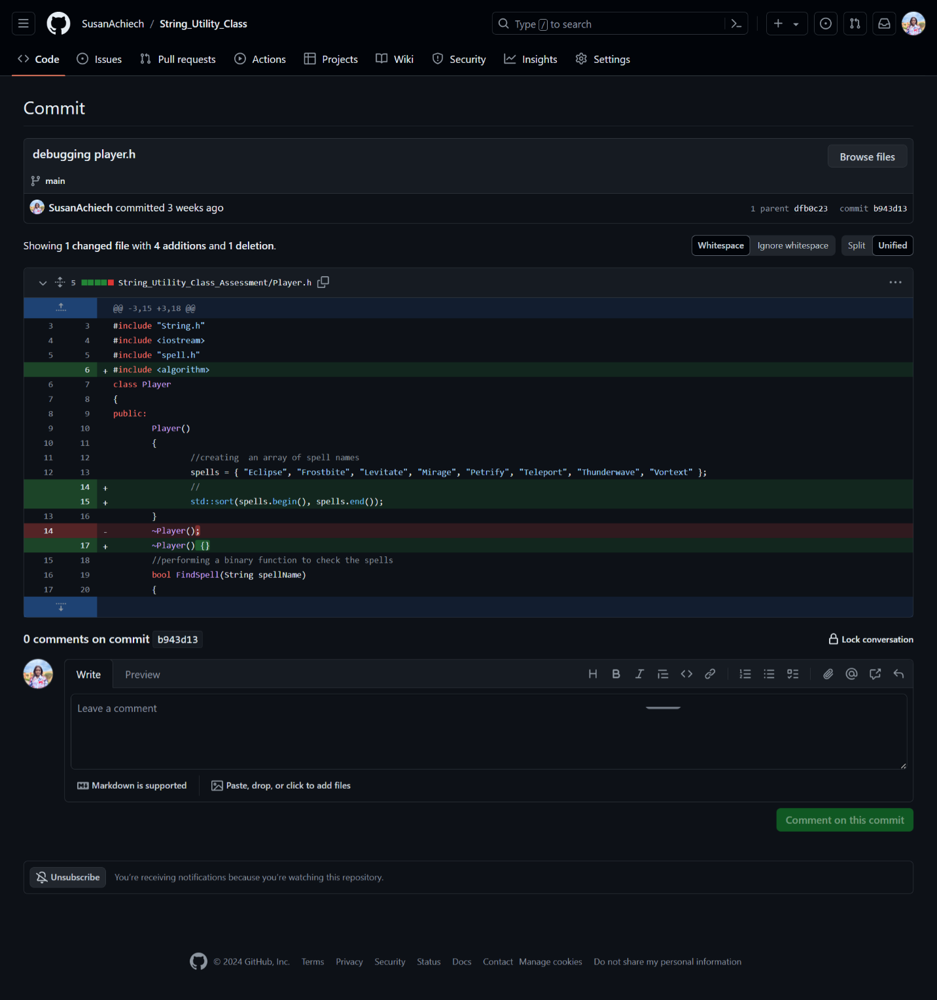 SusanAchiech / String_Utility_Class
Type / to search
Code Issues Pull requests Actions Projects Wiki Security Insights Settings
Commit
debugging player.h
Browse files
main
SusanAchiech committed 3 weeks ago
1 parent dfb0c23 commit b943d13
Showing 1 changed file with 4 additions and 1 deletion.
Whitespace Ignore whitespace Split Unified
5 String_Utility_Class_Assessment/Player.h
@@ -3,15 +3,18 @@
3 3 #include "String.h"
4 4 #include <iostream>
5 5 #include "spell.h"
6 + #include <algorithm>
6 7 class Player
7 8 {
8 9 public:
9 10 Player()
10 11 {
11 12 //creating  an array of spell names
12 13 spells = { "Eclipse", "Frostbite", "Levitate", "Mirage", "Petrify", "Teleport", "Thunderwave", "Vortext" };
14 + //
15 + std::sort(spells.begin(), spells.end());
13 16 }
14 - ~Player();
17 + ~Player() {}
15 18 //performing a binary function to check the spells
16 19 bool FindSpell(String spellName)
17 20 {
0 comments on commit b943d13
Lock conversation
Write Preview
Leave a comment
Markdown is supported
Paste, drop, or click to add files
Comment on this commit
Unsubscribe You're receiving notifications because you're watching this repository.
© 2024 GitHub, Inc. Terms Privacy Security Status Docs Contact Manage cookies Do not share my personal information